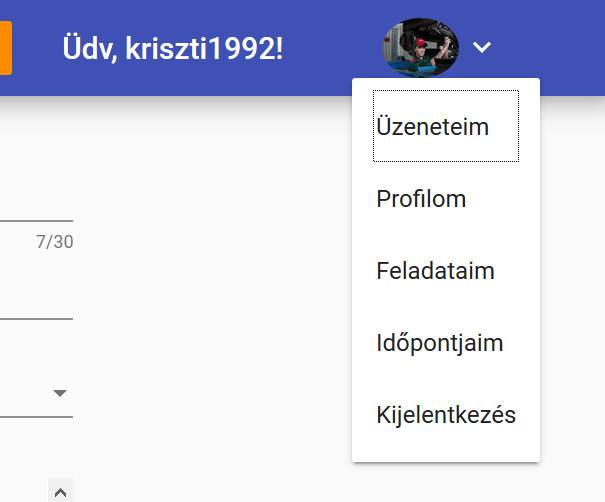 Üdv, kriszti1992!
Üzeneteim
Profilom
7/30
Feladataim
Időpontjaim
Kijelentkezés